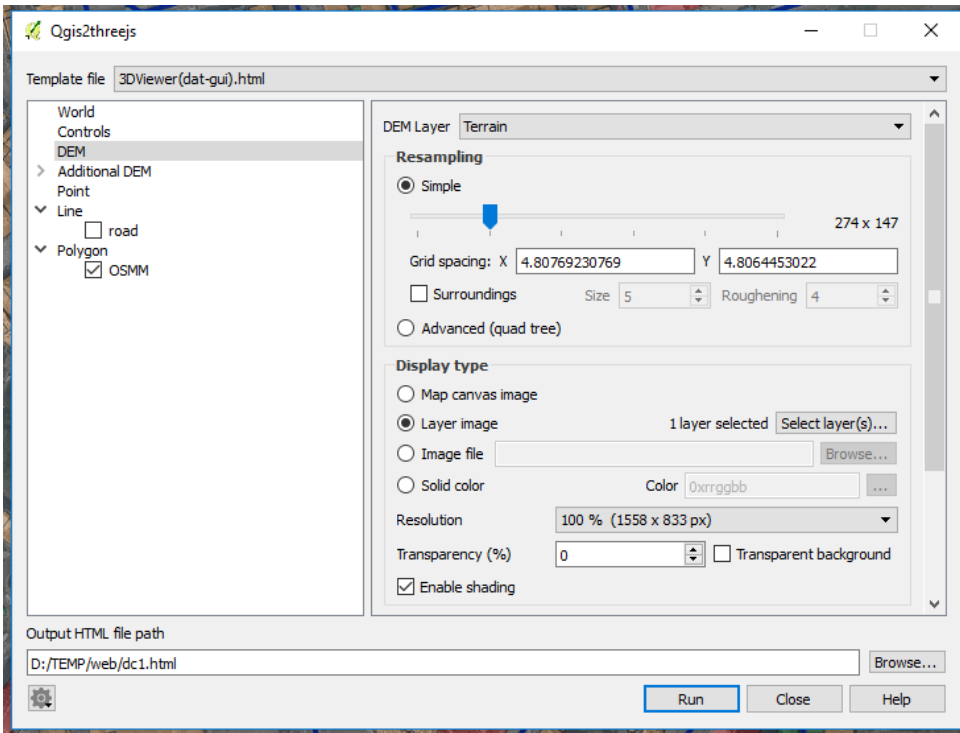 Qgis2threejs
Template file 3DViewer(dat-gui).html
World
Controls
DEM
Additional DEM
Point
Line
road
Polygon
OSMM
DEM Layer Terrain
Resampling
Simple
274 x 147
Grid spacing: X 4.80769230769 Y 4.8064453022
Surroundings Size 5 Roughening 4
Advanced (quad tree)
Display type
Map canvas image
Layer image 1 layer selected Select layer(s)...
Image file Browse...
Solid color Color 0xrrggbb ...
Resolution 100 % (1558 x 833 px)
Transparency (%) 0 Transparent background
Enable shading
Output HTML file path
D:/TEMP/web/dc1.html Browse...
Run Close Help